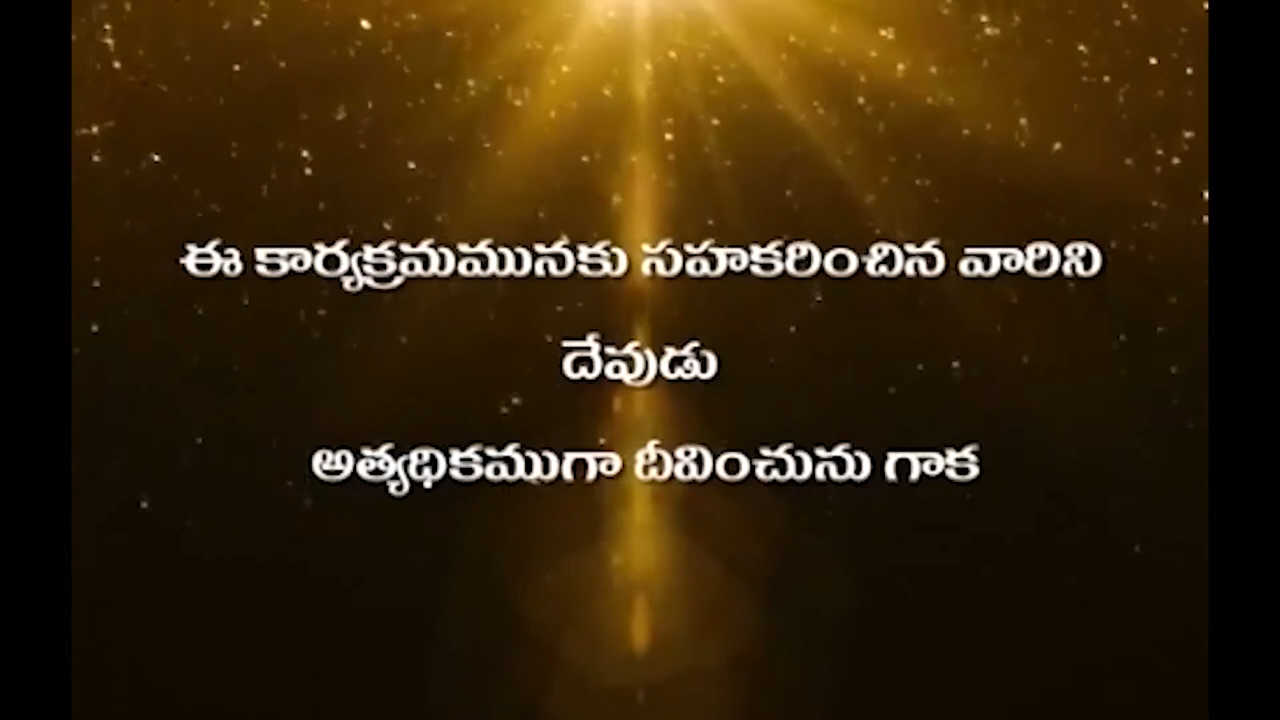 ఈ కార్యక్రమమునకు సహకరించిన వారిని
దేవుడు
అత్యధికముగా దీవించును గాక